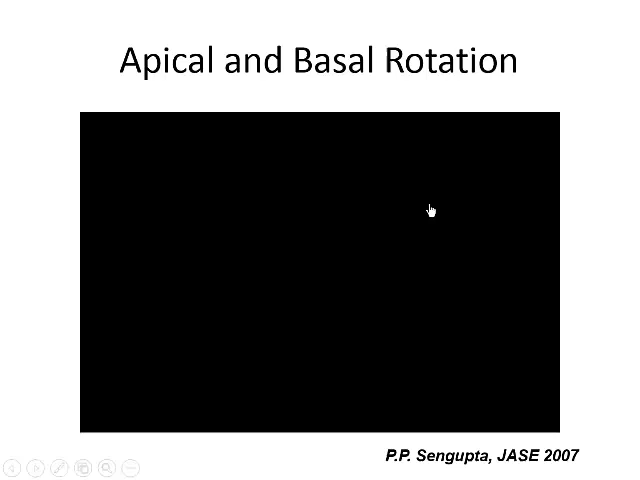 Apical and Basal Rotation
P.P. Sengupta, JASE 2007